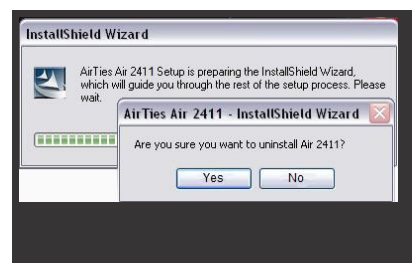 InstallShield Wizard
AirTies Air 2411 Setup is preparing the InstallShield Wizard,
which will guide you through the rest of the setup process. Please
wait.
AirTies Air 2411 - InstallShield Wizard
Are you sure you want to uninstall Air 2411?
Yes
No